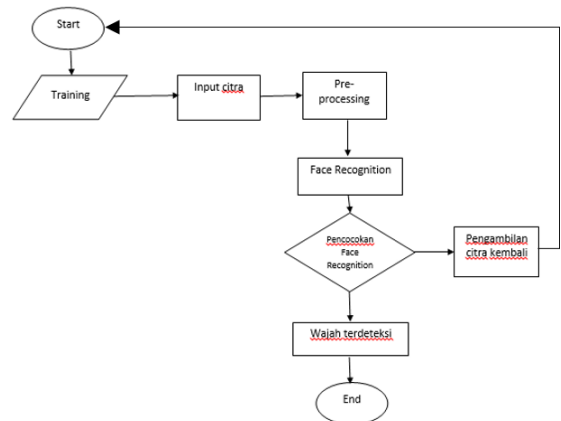 Start
Training
Input citra
Pre-
processing
Face Recognition
Pencocokan
Face
Recognition
Pengambilan
citra kembali
Wajah terdeteksi
End